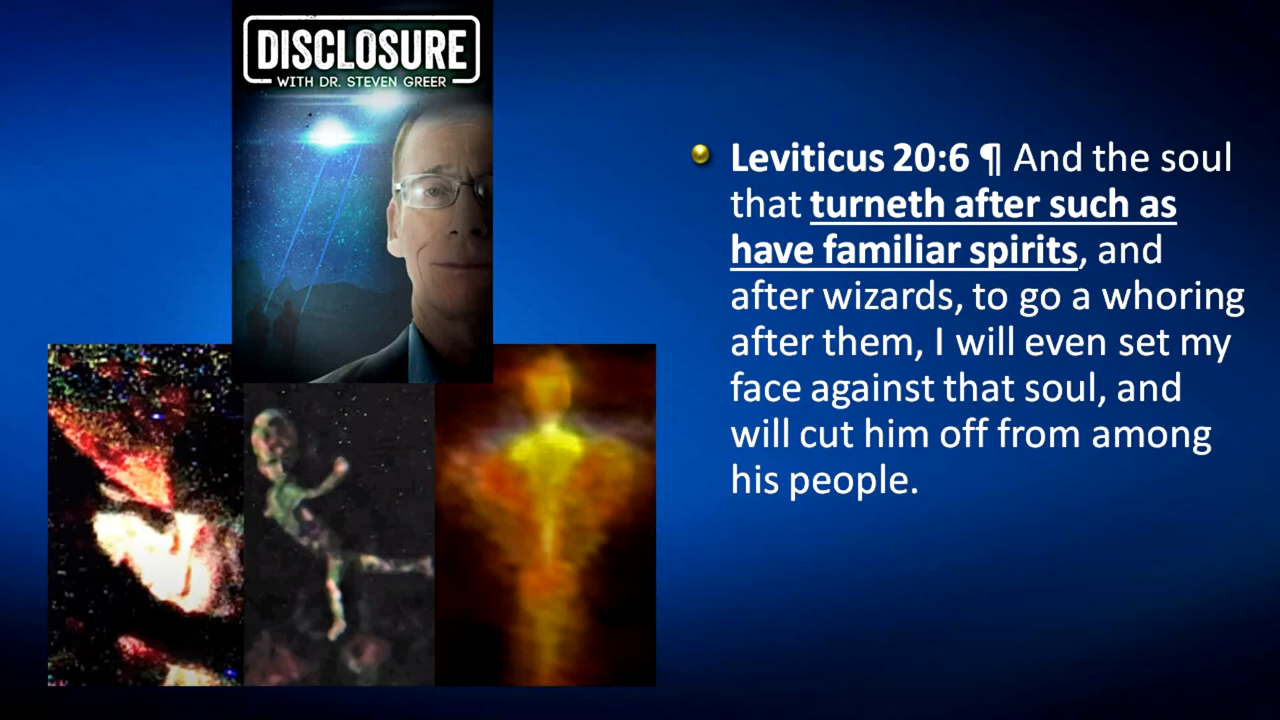 DISCLOSURE
WITH DR. STEVEN GREER
Leviticus 20:6 ¶ And the soul
that turneth after such as
have familiar spirits, and
after wizards, to go a whoring
after them, I will even set my
face against that soul, and
will cut him off from among
his people.